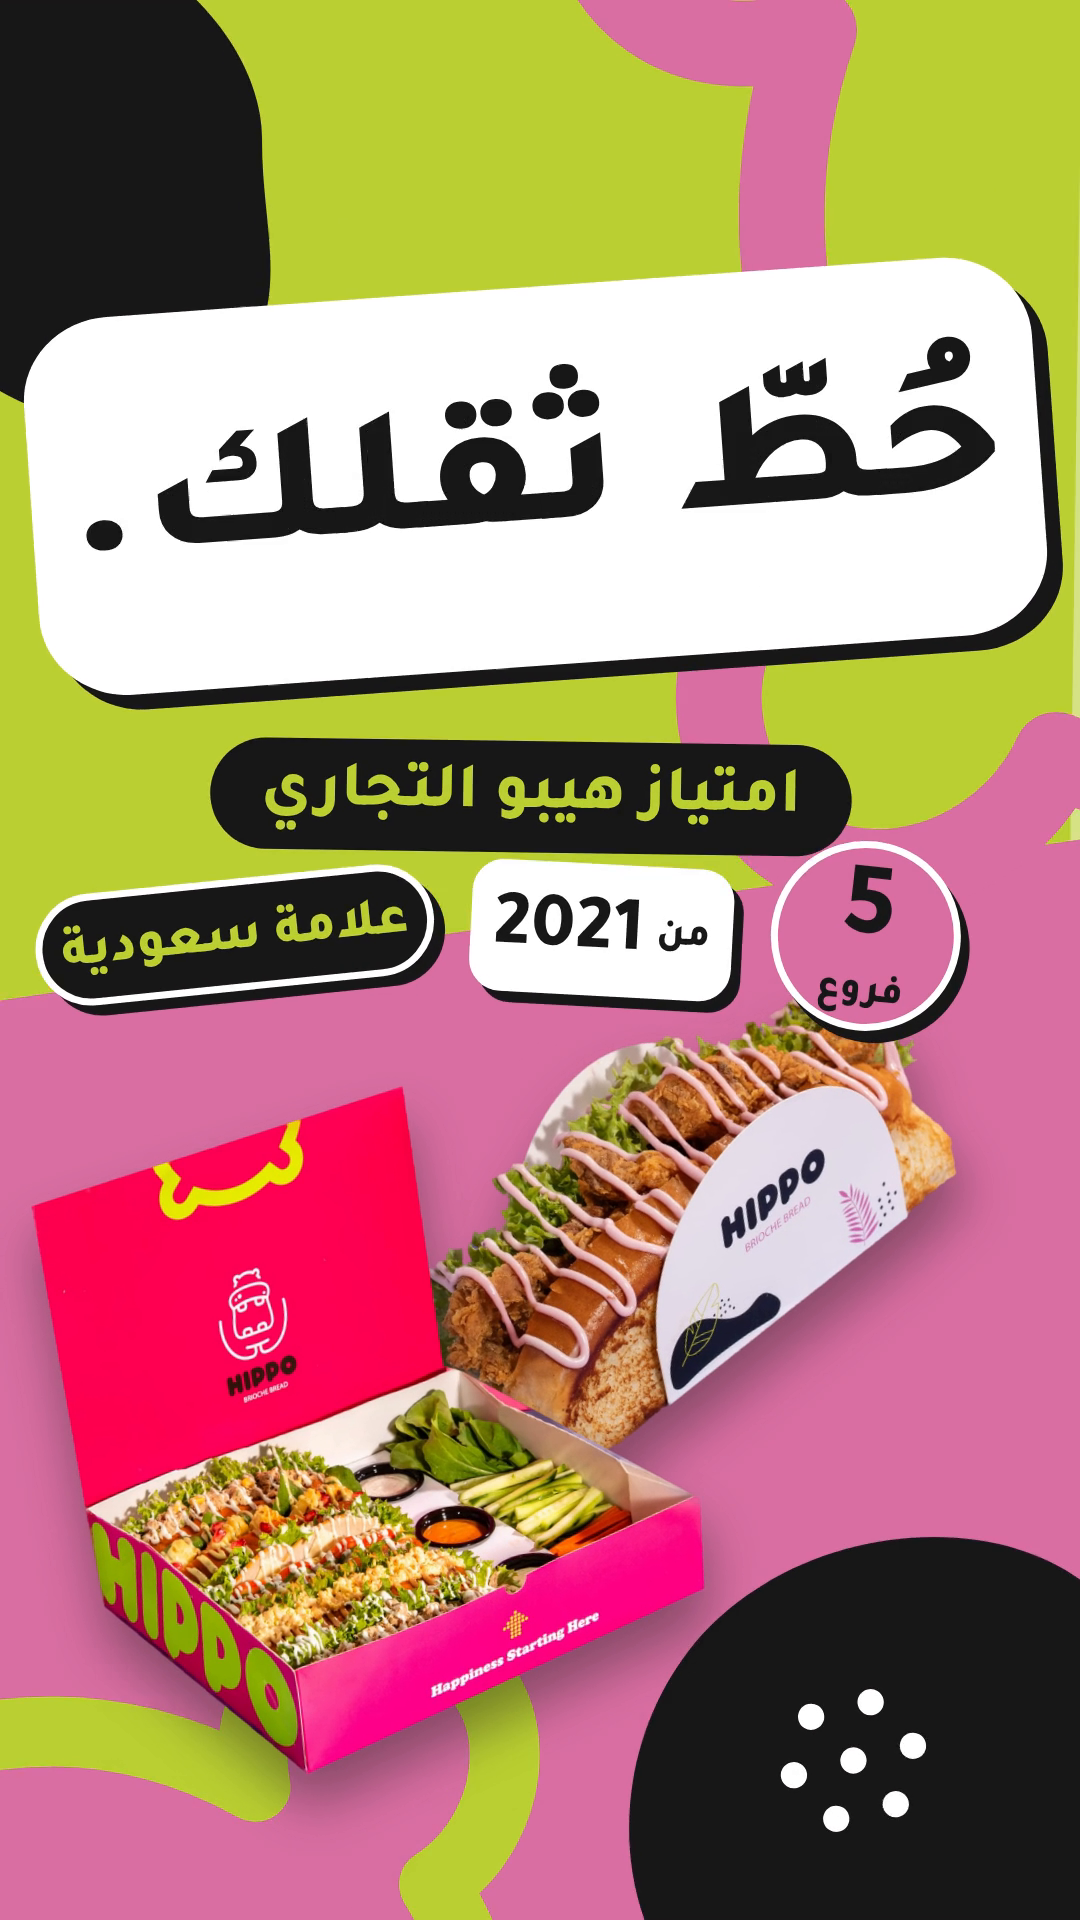 حُطّ ثقلك.
امتياز هيبو التجاري
5
فروع
من 2021
علامة سعودية
HIPPO
BRIOCHE BREAD
HIPPO
BRIOCHE BREAD
HIPPO
Happiness Starting Here